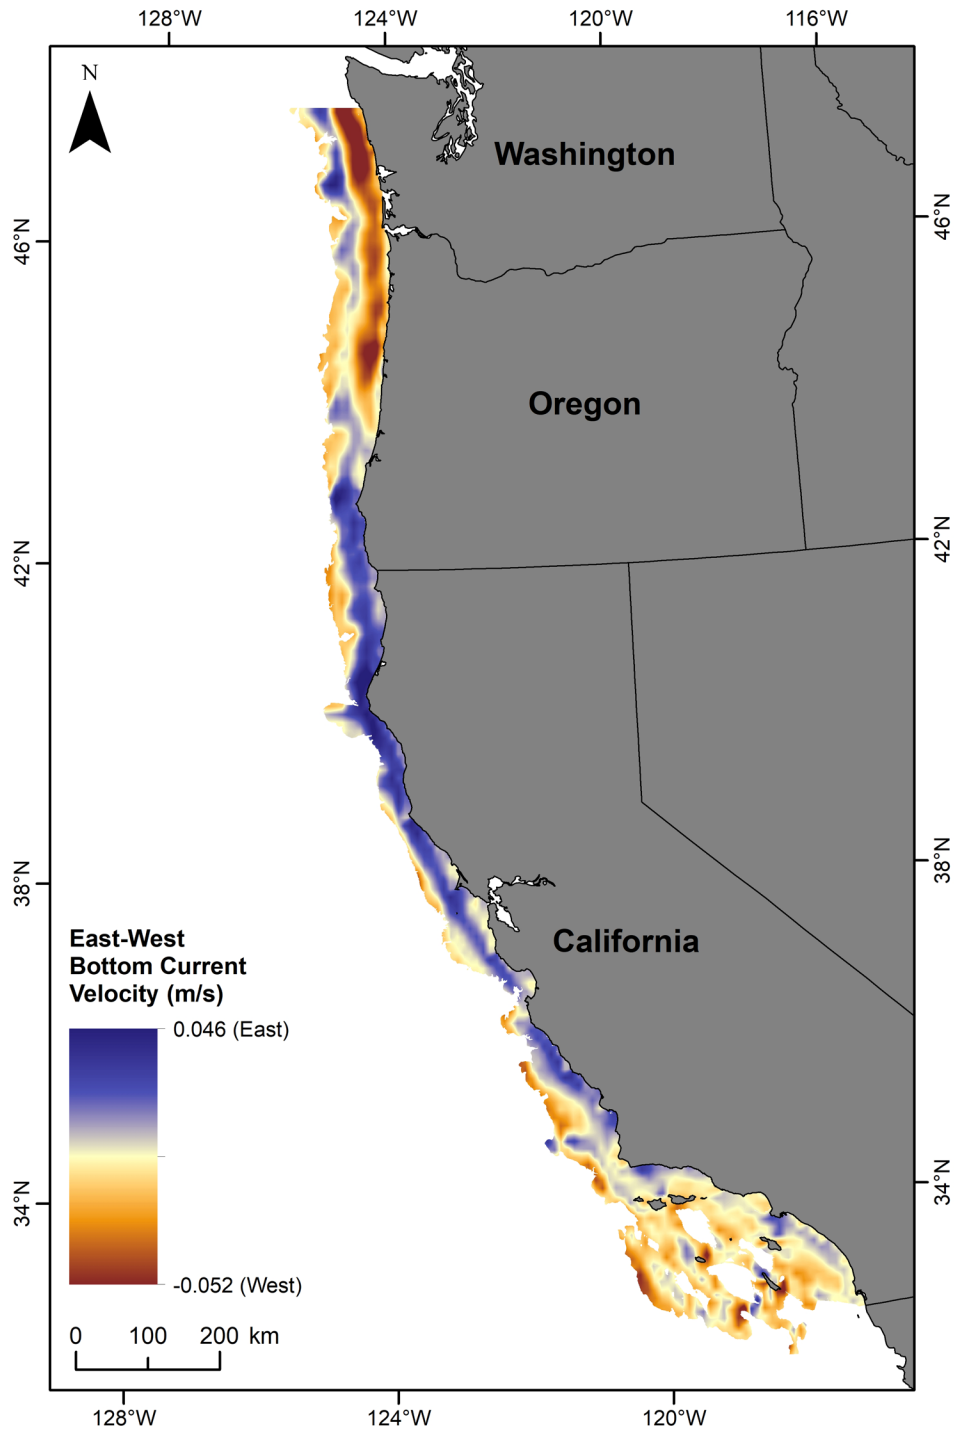 128°W 124°W 120°W 116°W
N
Washington
46°N
46°N
Oregon
42°N
42°N
38°N
38°N
California
East-West
Bottom Current
Velocity (m/s)
0.046 (East)
34°N
34°N
-0.052 (West)
0 100 200 km
128°W 124°W 120°W